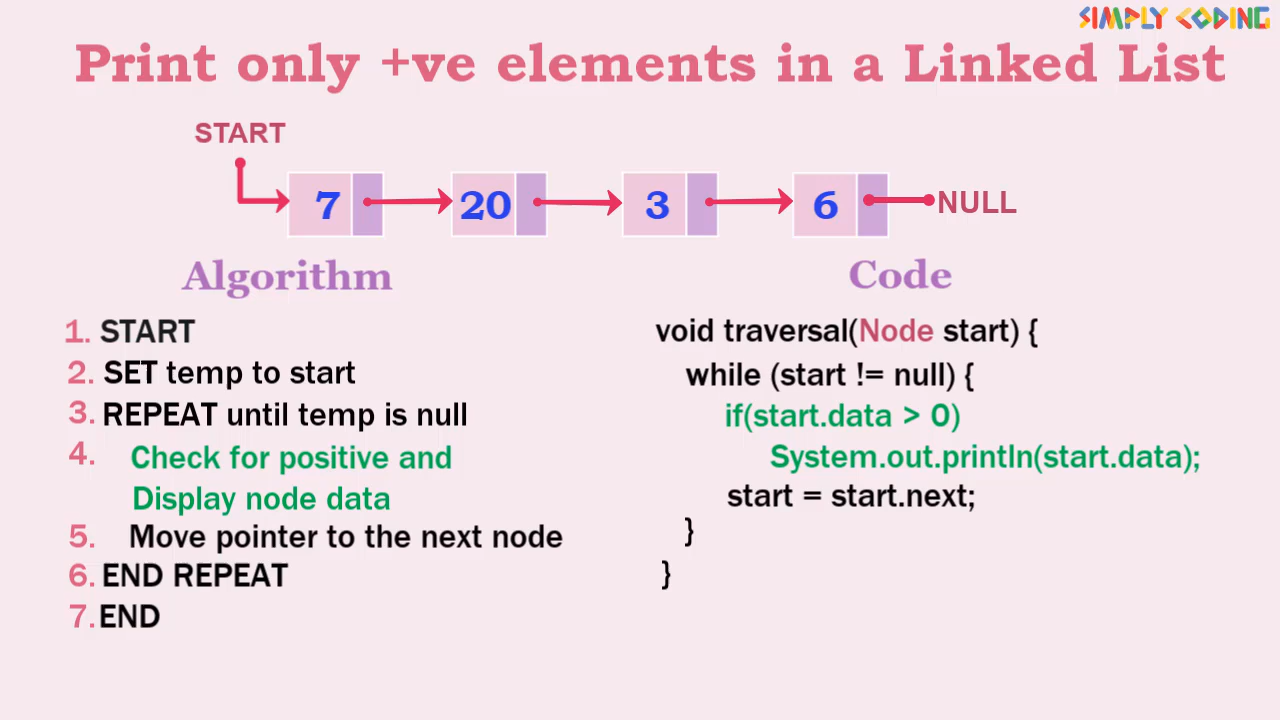 SIMPLY CODING
Print only +ve elements in a Linked List
START
7 20 3 6 NULL
Algorithm
1. START
2. SET temp to start
3. REPEAT until temp is null
4. Check for positive and
Display node data
5. Move pointer to the next node
6. END REPEAT
7. END
Code
void traversal(Node start) {
while (start != null) {
if(start.data > 0)
System.out.println(start.data);
start = start.next;
}
}